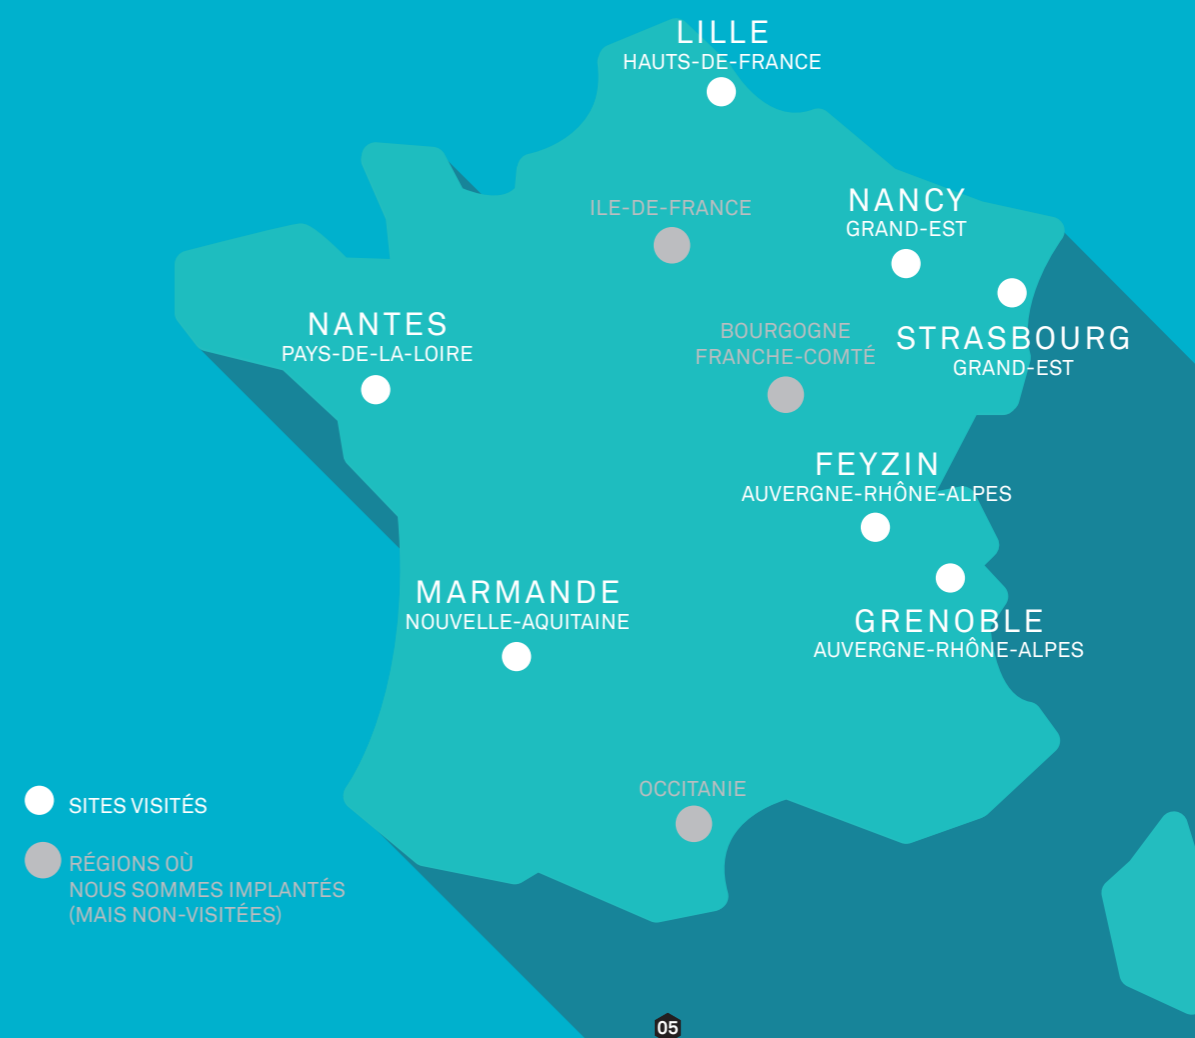 LILLE
HAUTS-DE-FRANCE
ILE-DE-FRANCE
NANCY
GRAND-EST
NANTES
PAYS-DE-LA-LOIRE
BOURGOGNE
FRANCHE-COMTÉ
STRASBOURG
GRAND-EST
FEYZIN
AUVERGNE-RHÔNE-ALPES
MARMANDE
NOUVELLE-AQUITAINE
GRENOBLE
AUVERGNE-RHÔNE-ALPES
OCCITANIE
SITES VISITÉS
RÉGIONS OÙ
NOUS SOMMES IMPLANTÉS
(MAIS NON-VISITÉES)
05